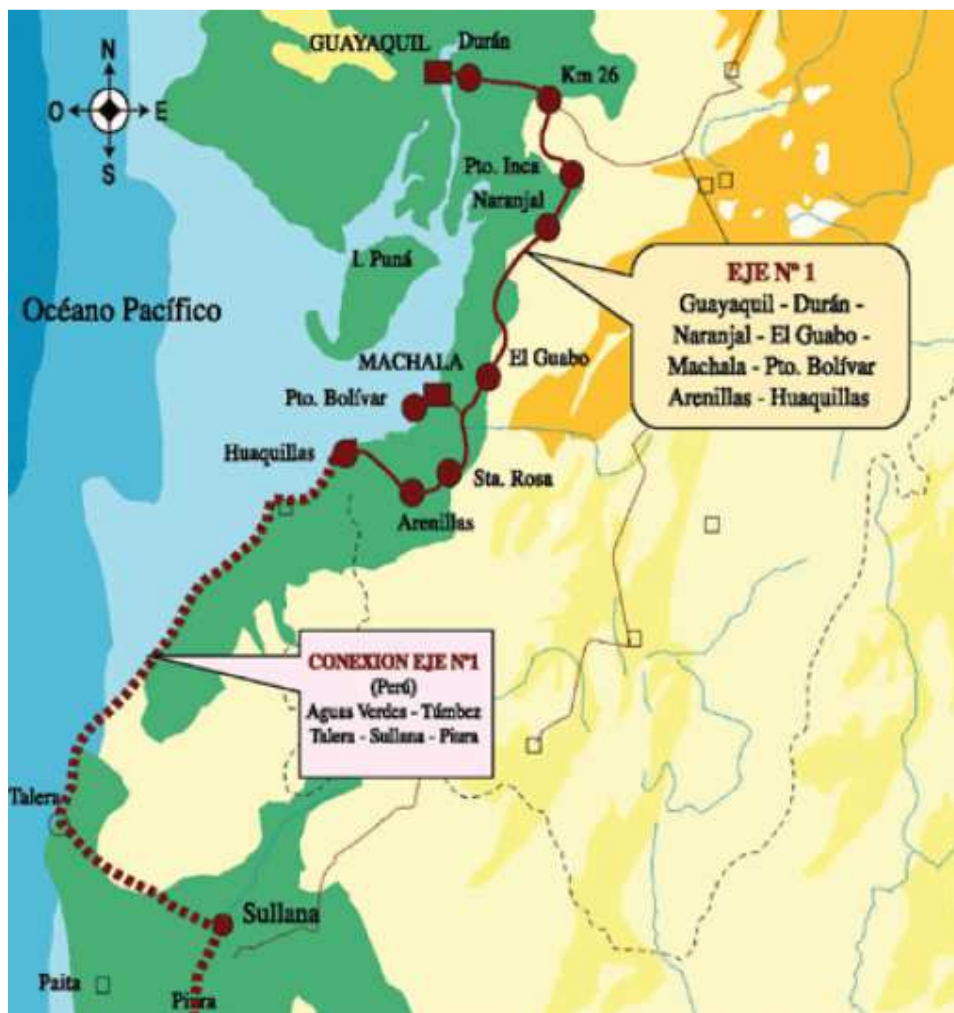 GUAYAQUIL
Durán
Km 26
N
O
E
S
Pto. Inca
Naranjal
I. Puná
Océano Pacífico
EJE Nº 1
Guayaquil - Durán -
Naranjal - El Guabo -
Machala - Pto. Bolívar
Arenillas - Huaquillas
MACHALA
El Guabo
Pto. Bolívar
Huaquillas
Sta. Rosa
Arenillas
CONEXION EJE Nº1
(Perú)
Aguas Verdes - Túmbez
Talera - Sullana - Piura
Talera
Sullana
Paita
Piura